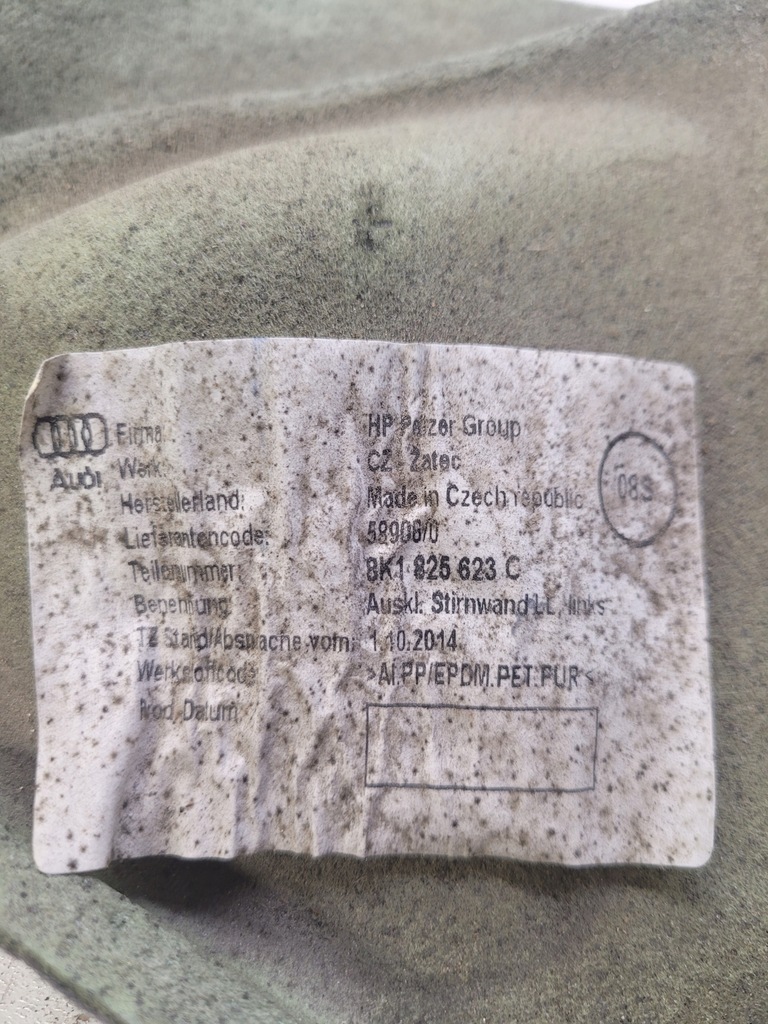 Audi
Firma: HP Pelzer Group
Werk: CZ - Zatec
08S
Herstellerland: Made in Czech republic
Lieferantencode: 58908/0
Teilenummer: 8K1 825 623 C
Benennung: Auskl. Stirnwand LL, links
TZ Stand/Absprache vom: 1.10.2014
Werkstoffcode: >Al.PP/EPDM.PET.PUR<
Prod. Datum: